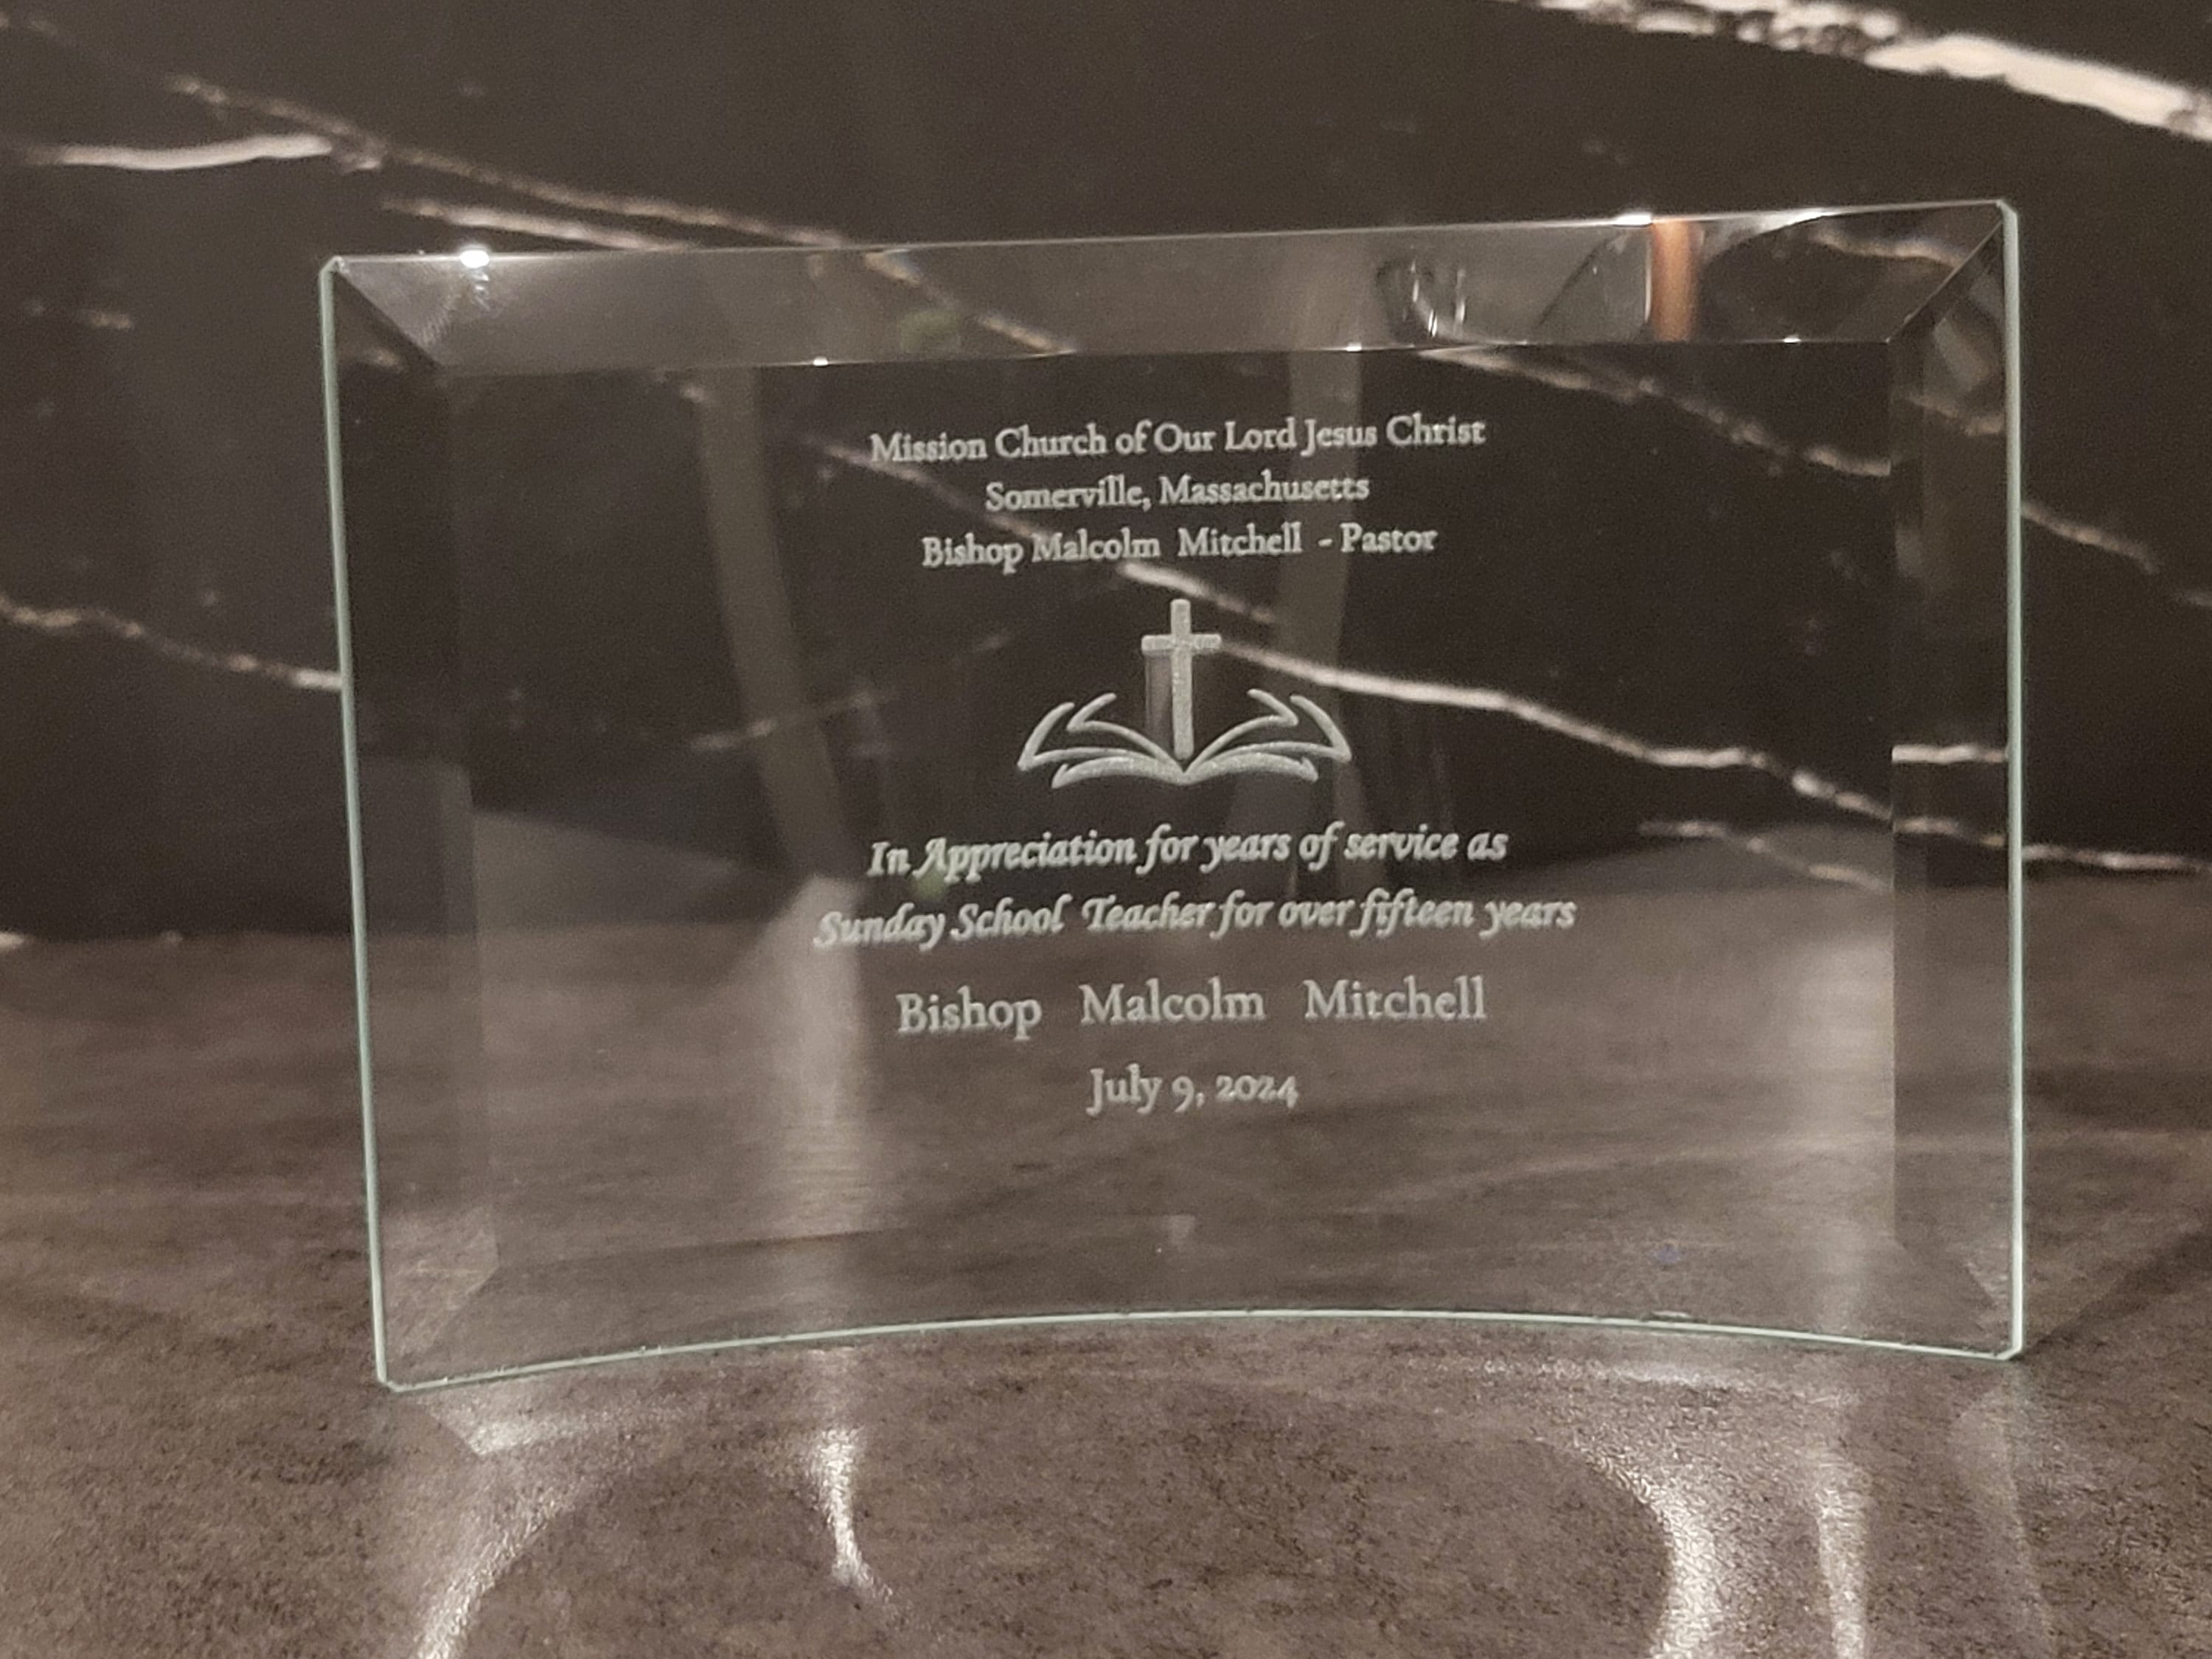 Mission Church of Our Lord Jesus Christ
Somerville, Massachusetts
Bishop Malcolm Mitchell - Pastor
In Appreciation for years of service as
Sunday School Teacher for over fifteen years
Bishop Malcolm Mitchell
July 9, 2024